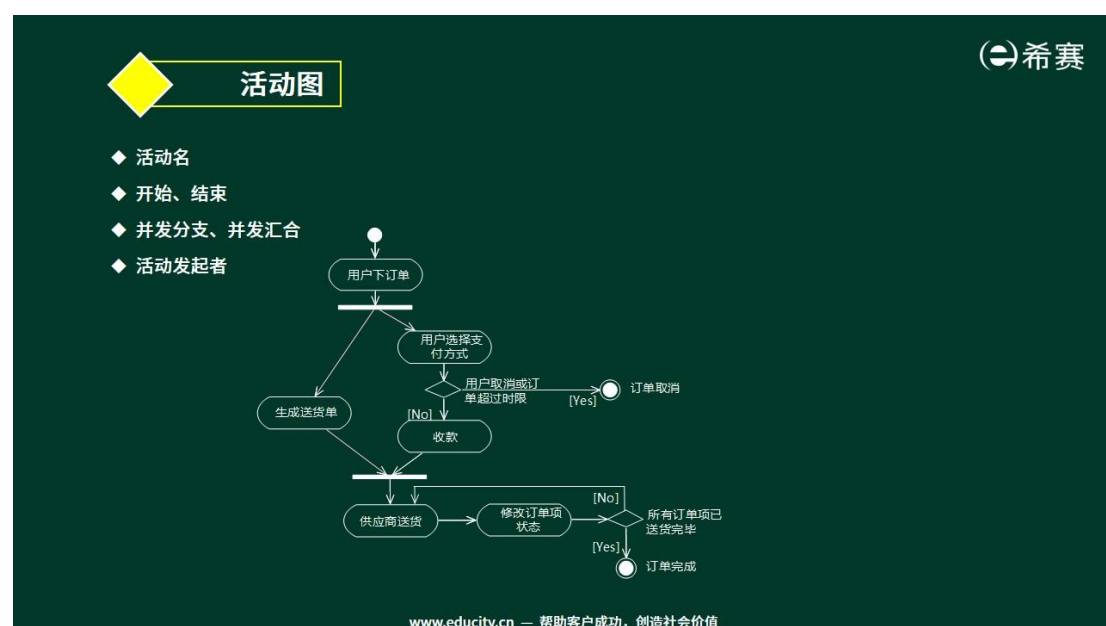 希赛
活动图
活动名
开始、结束
并发分支、并发汇合
活动发起者
用户下订单
用户选择支
付方式
用户取消或订
单超过时限
[Yes]
订单取消
生成送货单
[No]
收款
供应商送货
修改订单项
状态
[No]
所有订单项已
送货完毕
[Yes]
订单完成
www.educity.cn — 帮助客户成功，创造社会价值